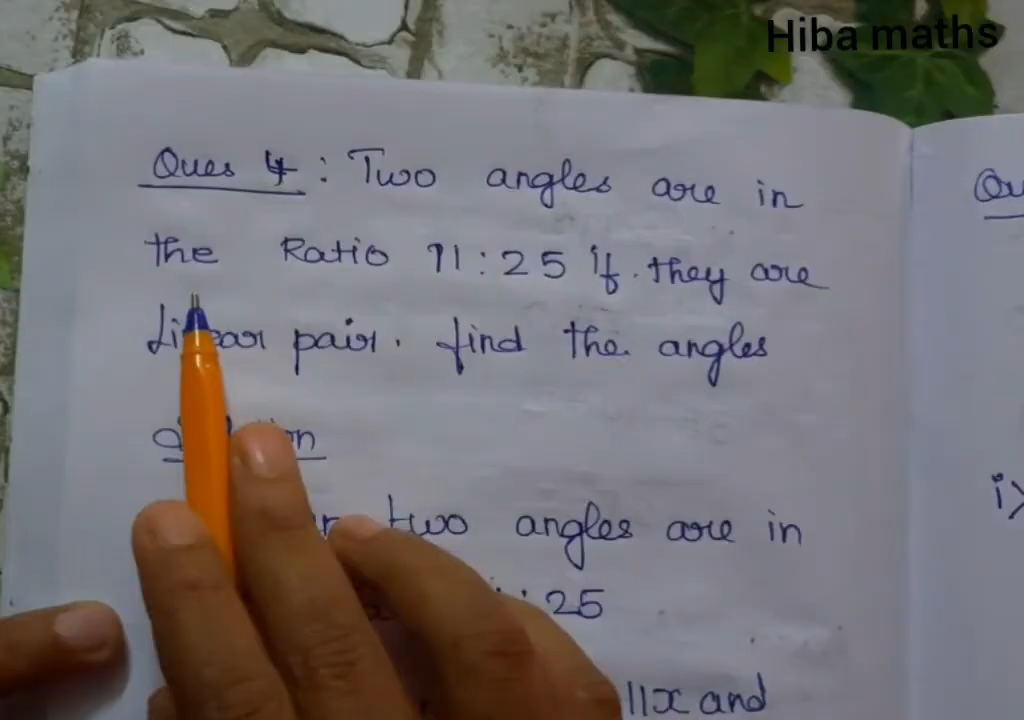 Hiba maths
Ques 4 : Two angles are in
the Ratio 11:25 if they are
Linear pair. find the angles
two angles are in
:25
11x and
i)